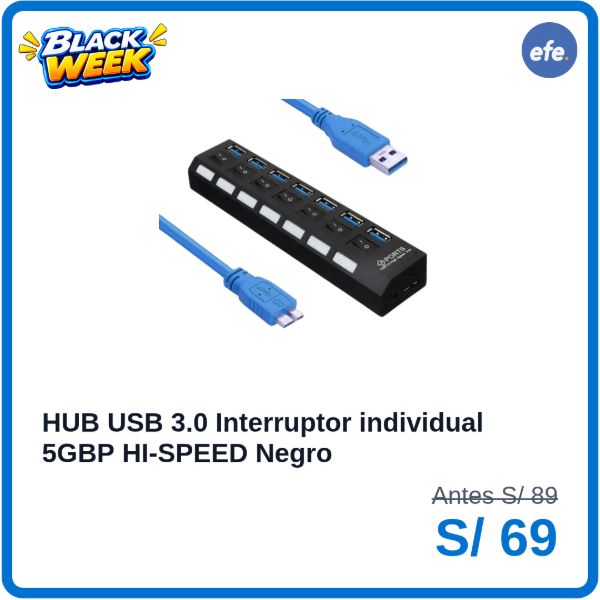 BLACK
WEEK
efe.
HUB USB 3.0 Interruptor individual
5GBP HI-SPEED Negro
Antes S/ 89
S/ 69